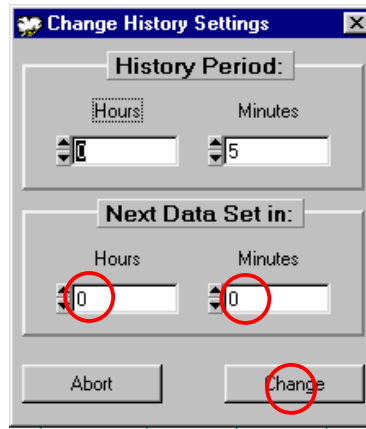 Change History Settings
History Period:
Hours Minutes
0 5
Next Data Set in:
Hours Minutes
0 0
Abort Change